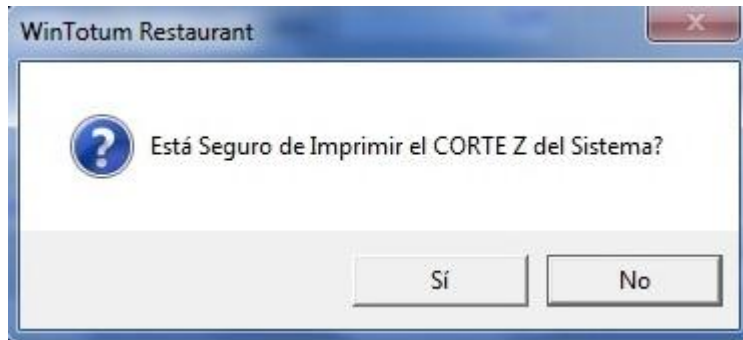 WinTotum Restaurant
Está Seguro de Imprimir el CORTE Z del Sistema?
Sí
No